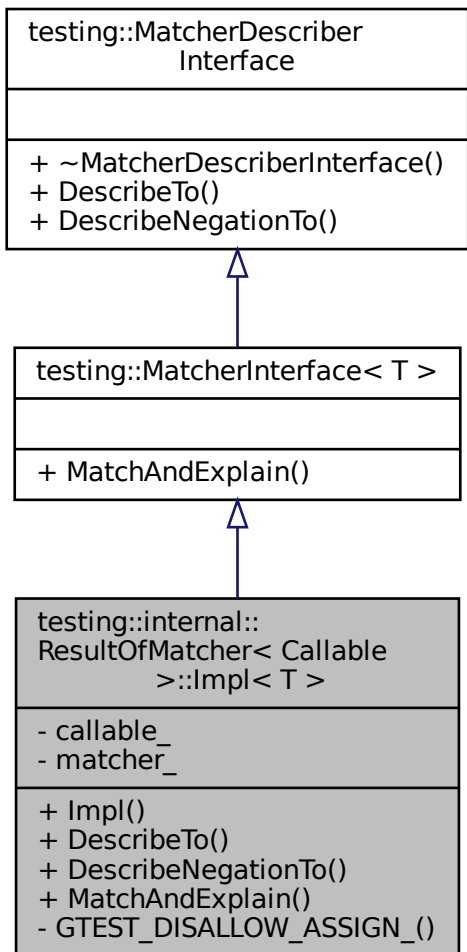 testing::MatcherDescriber
Interface
+ ~MatcherDescriberInterface()
+ DescribeTo()
+ DescribeNegationTo()
testing::MatcherInterface< T >
+ MatchAndExplain()
testing::internal::
ResultOfMatcher< Callable
>::Impl< T >
- callable_
- matcher_
+ Impl()
+ DescribeTo()
+ DescribeNegationTo()
+ MatchAndExplain()
- GTEST_DISALLOW_ASSIGN_()